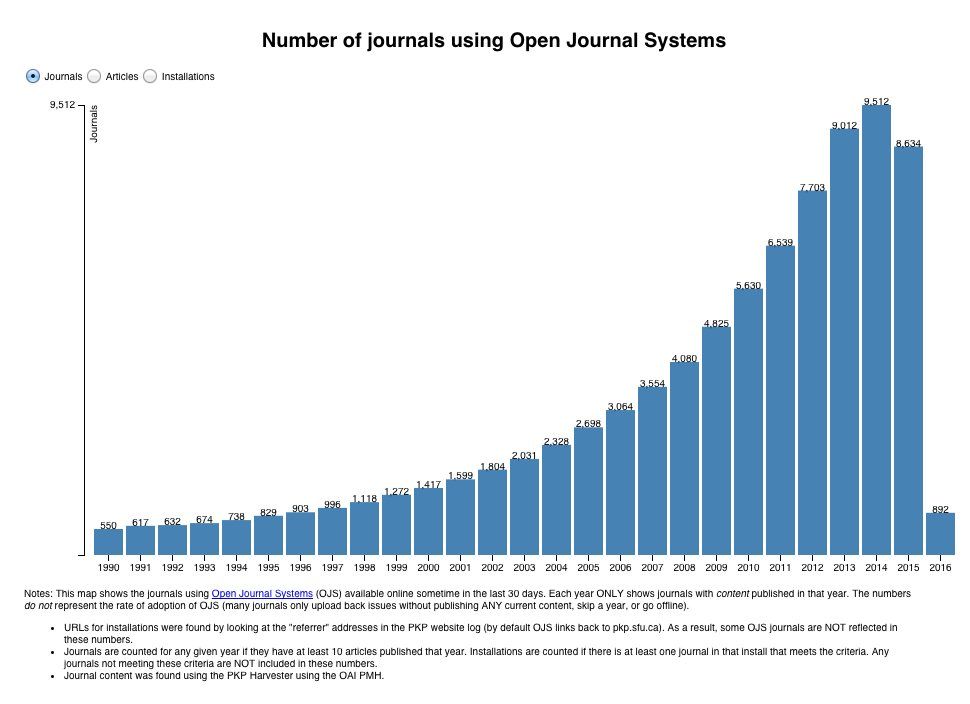 Number of journals using Open Journal Systems
Journals Articles Installations
9,512
Journals
550 617 632 674 738 829 903 996 1,118 1,272 1,417 1,599 1,804 2,031 2,328 2,698 3,064 3,554 4,080 4,825 5,630 6,539 7,703 9,012 9,512 8,634 892
1990 1991 1992 1993 1994 1995 1996 1997 1998 1999 2000 2001 2002 2003 2004 2005 2006 2007 2008 2009 2010 2011 2012 2013 2014 2015 2016
Notes: This map shows the journals using Open Journal Systems (OJS) available online sometime in the last 30 days. Each year ONLY shows journals with content published in that year. The numbers
do not represent the rate of adoption of OJS (many journals only upload back issues without publishing ANY current content, skip a year, or go offline).
• URLs for installations were found by looking at the "referrer" addresses in the PKP website log (by default OJS links back to pkp.sfu.ca). As a result, some OJS journals are NOT reflected in
these numbers.
• Journals are counted for any given year if they have at least 10 articles published that year. Installations are counted if there is at least one journal in that install that meets the criteria. Any
journals not meeting these criteria are NOT included in these numbers.
• Journal content was found using the PKP Harvester using the OAI PMH.